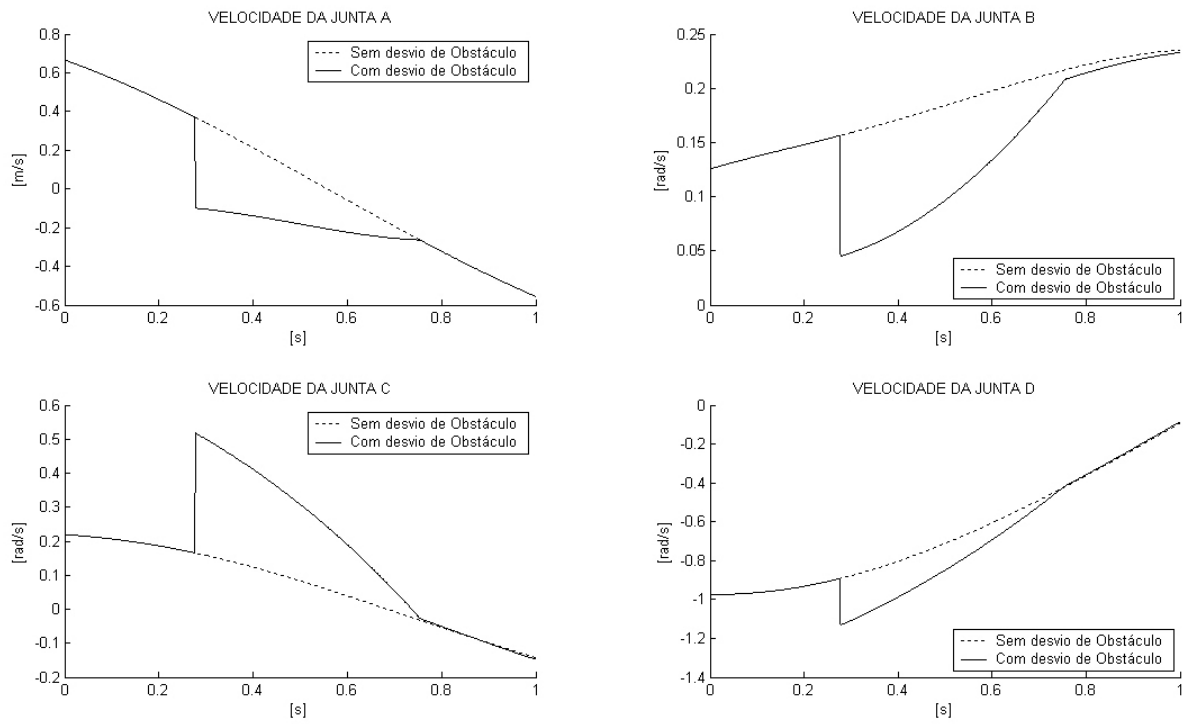 VELOCIDADE DA JUNTA A
0.8
0.6
0.4
0.2
0
-0.2
-0.4
-0.6
[m/s]
Sem desvio de Obstáculo
Com desvio de Obstáculo
0 0.2 0.4 0.6 0.8 1
[s]
VELOCIDADE DA JUNTA B
0.25
0.2
0.15
0.1
0.05
0
[rad/s]
Sem desvio de Obstáculo
Com desvio de Obstáculo
0 0.2 0.4 0.6 0.8 1
[s]
VELOCIDADE DA JUNTA C
0.6
0.5
0.4
0.3
0.2
0.1
0
-0.1
-0.2
[rad/s]
Sem desvio de Obstáculo
Com desvio de Obstáculo
0 0.2 0.4 0.6 0.8 1
[s]
VELOCIDADE DA JUNTA D
0
-0.2
-0.4
-0.6
-0.8
-1
-1.2
-1.4
[rad/s]
Sem desvio de Obstáculo
Com desvio de Obstáculo
0 0.2 0.4 0.6 0.8 1
[s]